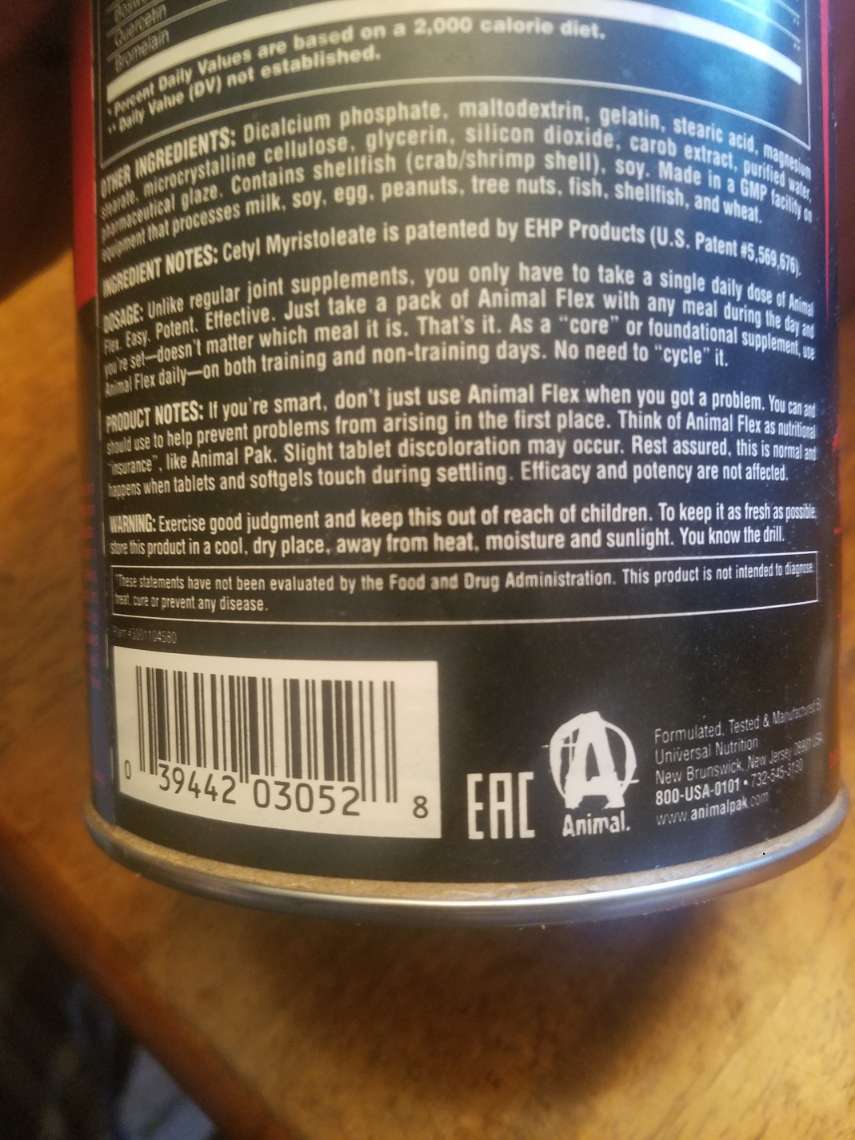 Quercetin
Bromelain
* Percent Daily Values are based on a 2,000 calorie diet.
** Daily Value (DV) not established.
OTHER INGREDIENTS: Dicalcium phosphate, maltodextrin, gelatin, stearic acid, magnesium
stearate, microcrystalline cellulose, glycerin, silicon dioxide, carob extract, purified water,
pharmaceutical glaze. Contains shellfish (crab/shrimp shell), soy. Made in a GMP facility on
equipment that processes milk, soy, egg, peanuts, tree nuts, fish, shellfish, and wheat.
INGREDIENT NOTES: Cetyl Myristoleate is patented by EHP Products (U.S. Patent #5,569,676).
DOSAGE: Unlike regular joint supplements, you only have to take a single daily dose of Animal
Flex. Easy. Potent. Effective. Just take a pack of Animal Flex with any meal during the day and
you're set—doesn't matter which meal it is. That's it. As a "core" or foundational supplement, use
Animal Flex daily—on both training and non-training days. No need to "cycle" it.
PRODUCT NOTES: If you're smart, don't just use Animal Flex when you got a problem. You can and
should use to help prevent problems from arising in the first place. Think of Animal Flex as nutritional
"insurance", like Animal Pak. Slight tablet discoloration may occur. Rest assured, this is normal and
happens when tablets and softgels touch during settling. Efficacy and potency are not affected.
WARNING: Exercise good judgment and keep this out of reach of children. To keep it as fresh as possible,
store this product in a cool, dry place, away from heat, moisture and sunlight. You know the drill.
*These statements have not been evaluated by the Food and Drug Administration. This product is not intended to diagnose,
treat, cure or prevent any disease.
0 39442 03052 8
EAC
A
Animal.
Formulated, Tested & Manufactured By
Universal Nutrition
New Brunswick, New Jersey 08901 USA
800-USA-0101 • 732-545-3130
www.animalpak.com